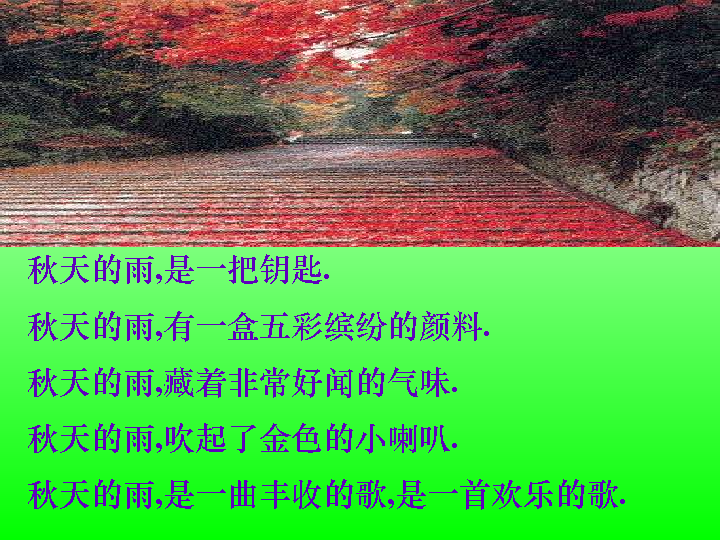 秋天的雨,是一把钥匙.
秋天的雨,有一盒五彩缤纷的颜料.
秋天的雨,藏着非常好闻的气味.
秋天的雨,吹起了金色的小喇叭.
秋天的雨,是一曲丰收的歌,是一首欢乐的歌.